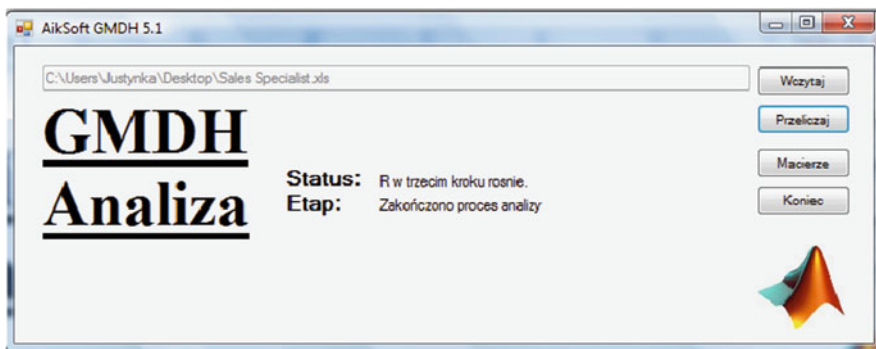 AikSoft GMDH 5.1
C:\Users\Justynka\Desktop\Sales Specialist.xls
Wczytaj
GMDH
Analiza
Przeliczaj
Status: R w trzecim kroku rosnie.
Etap: Zakończono proces analizy
Macierze
Koniec